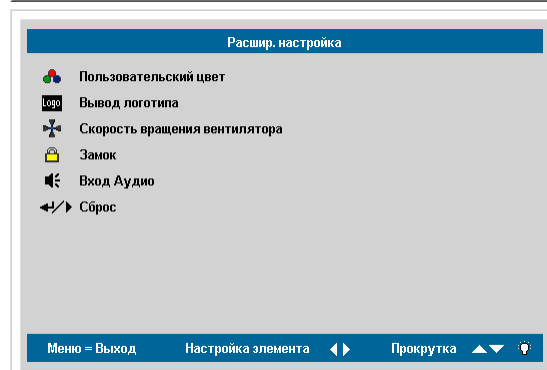 Расшир. настройка
Пользовательский цвет
Logo Вывод логотипа
Скорость вращения вентилятора
Замок
Вход Аудио
Сброс
Меню = Выход Настройка элемента Прокрутка